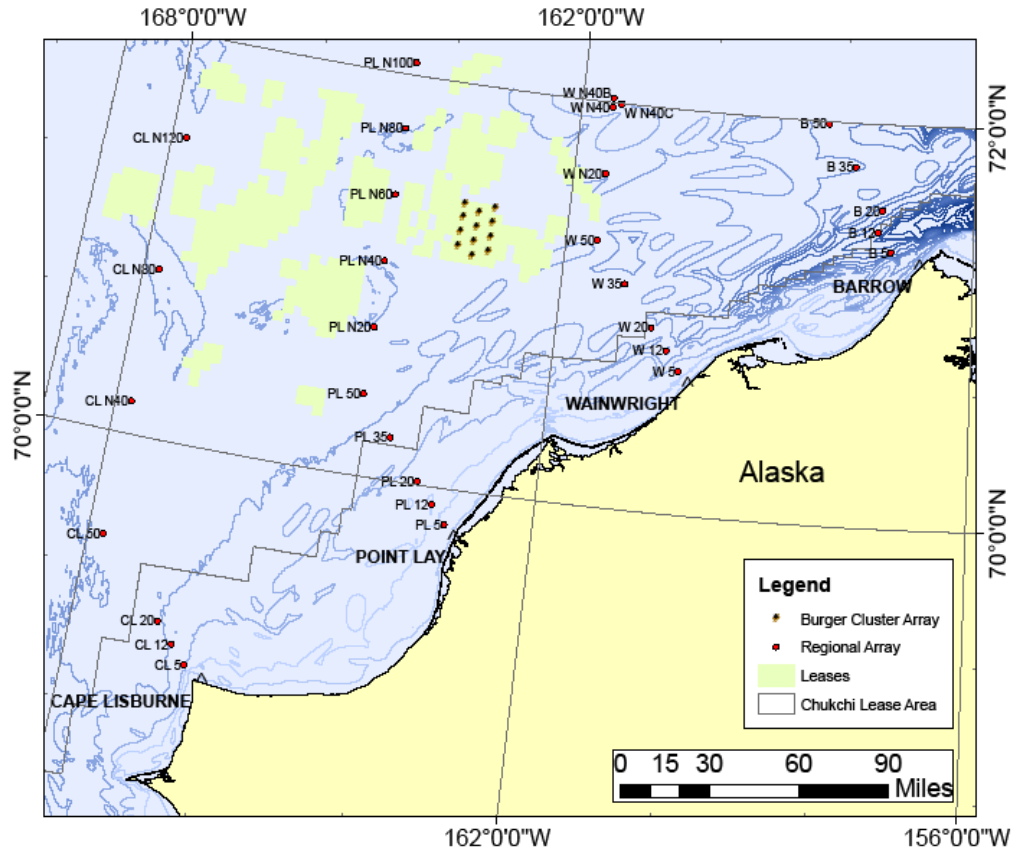 168°0'0"W
162°0'0"W
PL N100
W N40B
W N40
W N40C
B 50
72°0'0"N
CL N120
PL N80
B 35
W N20
PL N60
B 20
B 12
W 50
B 5
PL N40
CL N80
BARROW
W 35
PL N20
W 20
W 12
W 5
PL 50
CL N40
WAINWRIGHT
70°0'0"N
PL 35
Alaska
PL 20
PL 12
PL 5
CL 50
POINT LAY
70°0'0"N
Legend
Burger Cluster Array
Regional Array
Leases
Chukchi Lease Area
CL 20
CL 12
CL 5
CAPE LISBURNE
0 15 30 60 90
Miles
162°0'0"W
156°0'0"W